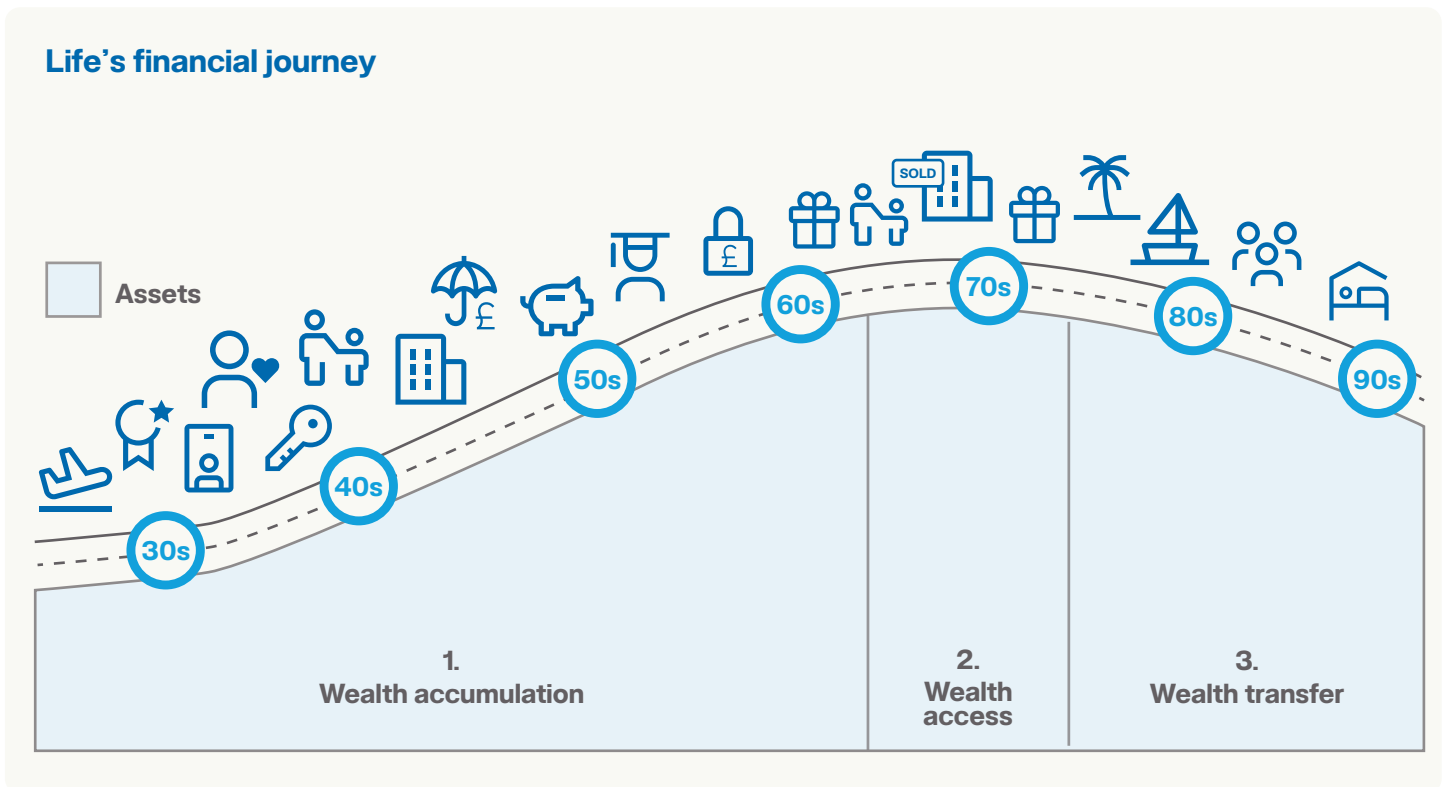 Life’s financial journey
Assets
£
£
SOLD
30s
40s
50s
60s
70s
80s
90s
1.
Wealth accumulation
2.
Wealth
access
3.
Wealth transfer